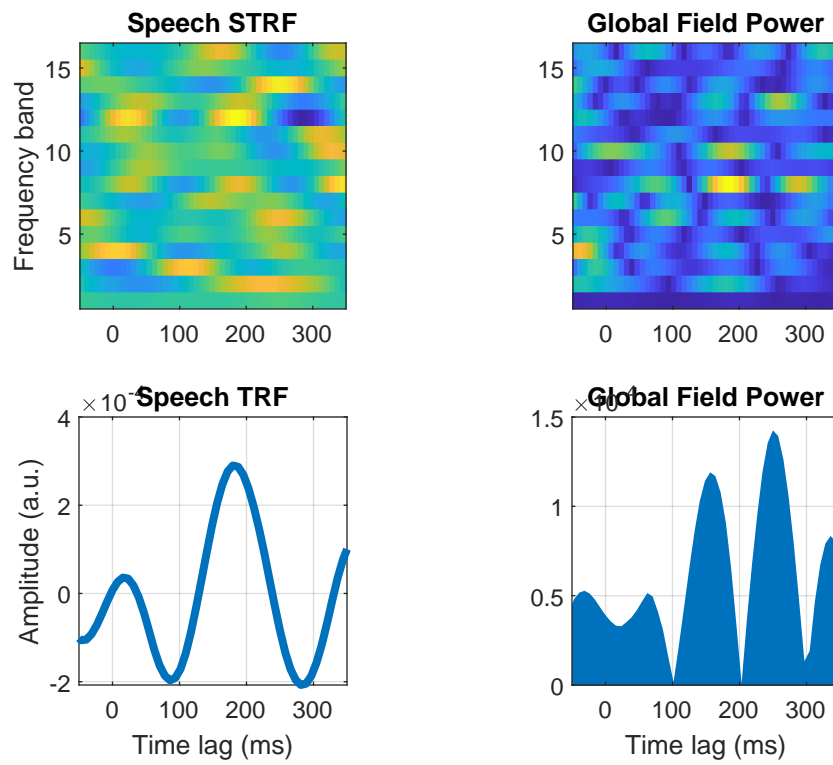 Speech STRF
Global Field Power
Frequency band
15
10
5
0 100 200 300
15
10
5
0 100 200 300
Speech TRF
×10-4
Global Field Power
Amplitude (a.u.)
4
2
0
-2
0 100 200 300
Time lag (ms)
1.5
1
0.5
0
0 100 200 300
Time lag (ms)